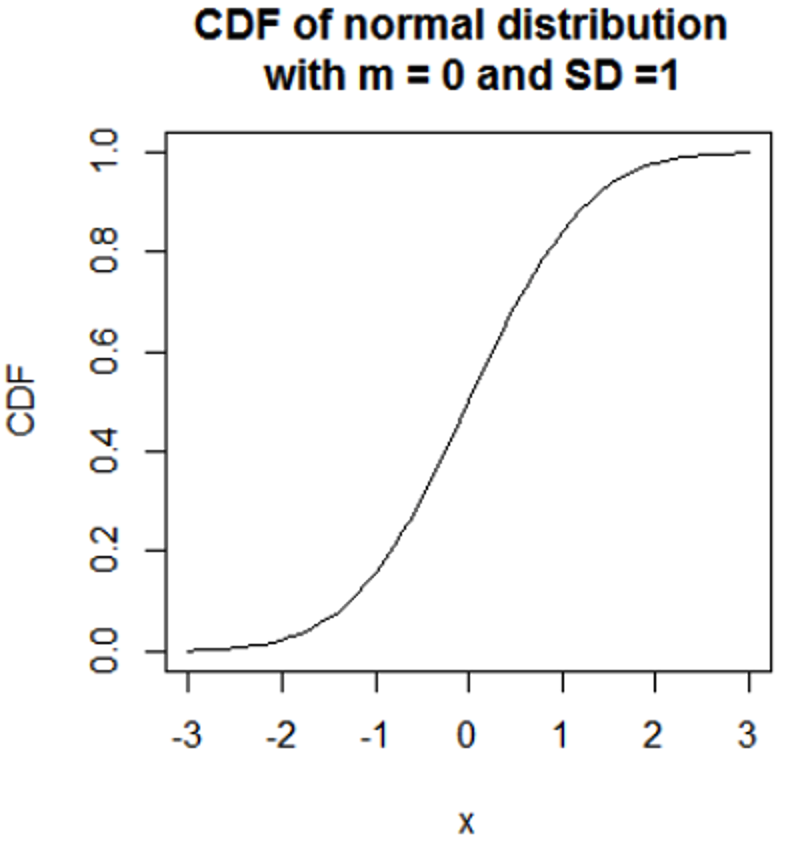 CDF of normal distribution
with m = 0 and SD =1
CDF
1.0
0.8
0.6
0.4
0.2
0.0
-3 -2 -1 0 1 2 3
x